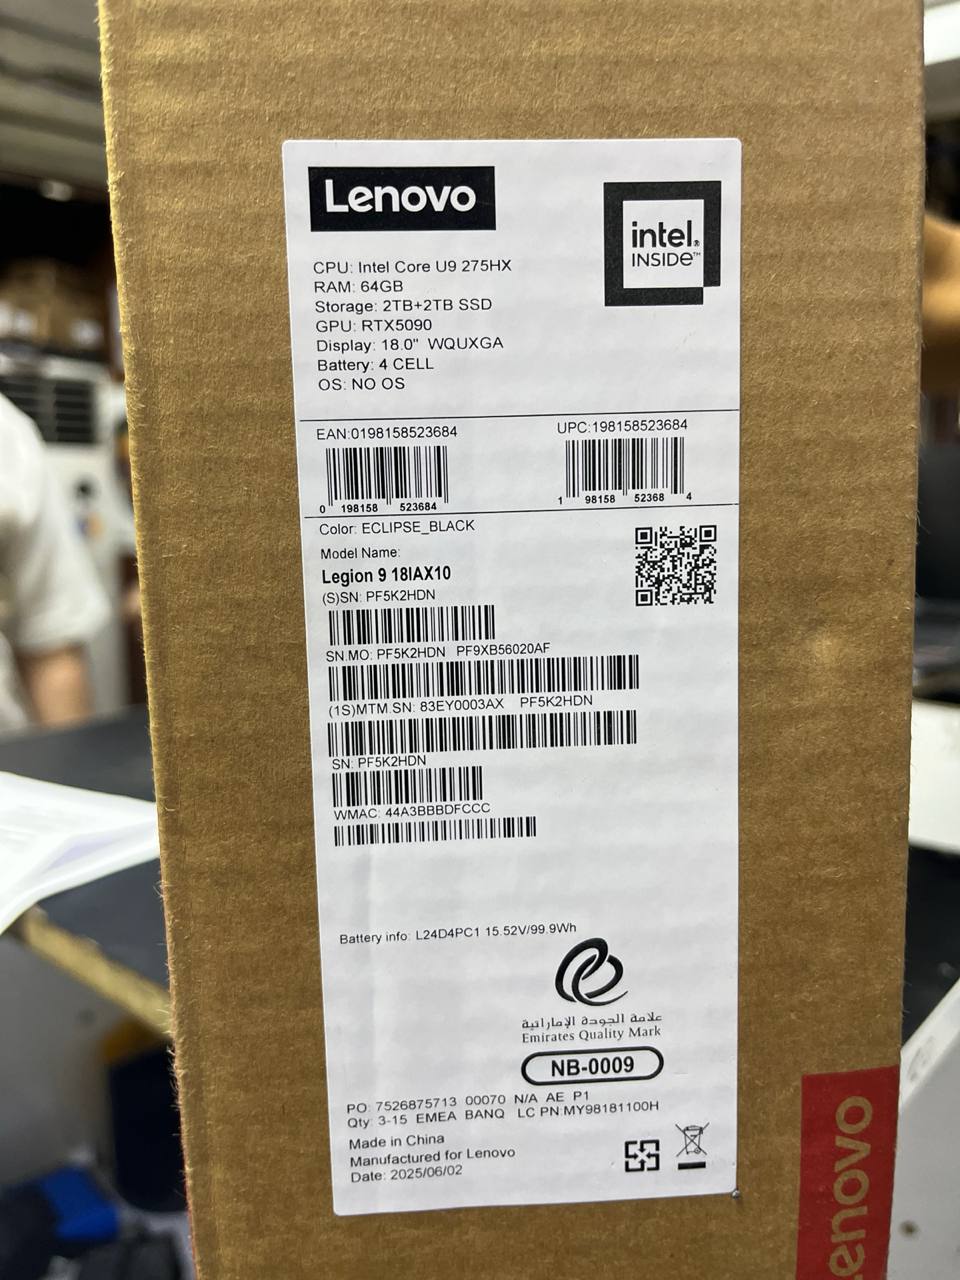 Lenovo
intel.
INSIDE™
CPU: Intel Core U9 275HX
RAM: 64GB
Storage: 2TB+2TB SSD
GPU: RTX5090
Display: 18.0" WQUXGA
Battery: 4 CELL
OS: NO OS
EAN:0198158523684
UPC:198158523684
0 198158 523684
1 98158 52368 4
Color: ECLIPSE_BLACK
Model Name:
Legion 9 18IAX10
(S)SN: PF5K2HDN
SN.MO: PF5K2HDN PF9XB56020AF
(1S)MTM.SN: 83EY0003AX PF5K2HDN
SN: PF5K2HDN
WMAC: 44A3BBBDFCCC
Battery info: L24D4PC1 15.52V/99.9Wh
علامة الجودة الإماراتية
Emirates Quality Mark
NB-0009
PO: 7526875713 00070 N/A AE P1
Qty: 3-15 EMEA BANQ LC PN:MY98181100H
Made in China
Manufactured for Lenovo
Date: 2025/06/02
Lenovo